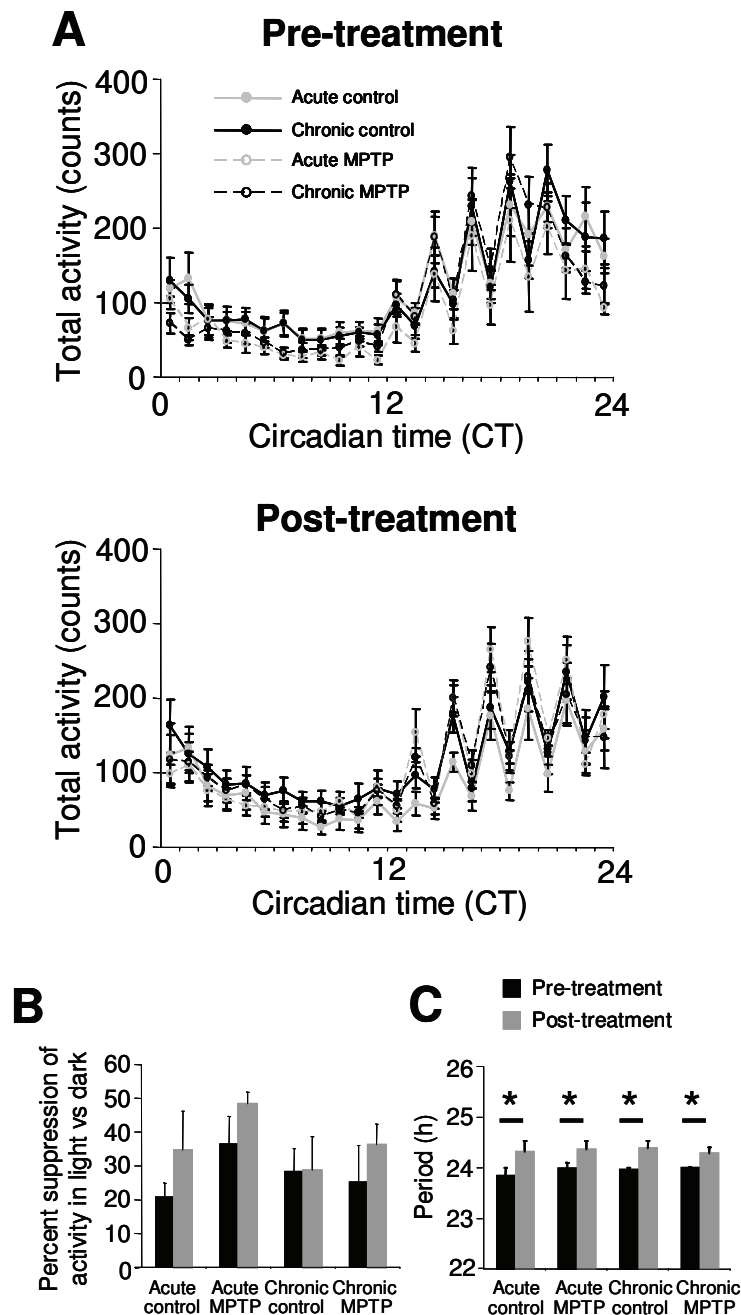 A
Pre-treatment
Total activity (counts)
400
300
200
100
0
Acute control
Chronic control
Acute MPTP
Chronic MPTP
0
12
24
Circadian time (CT)
Post-treatment
Total activity (counts)
400
300
200
100
0
0
12
24
Circadian time (CT)
B
Percent suppression of
activity in light vs dark
60
50
40
30
20
10
0
Acute
control
Acute
MPTP
Chronic
control
Chronic
MPTP
C
Pre-treatment
Post-treatment
Period (h)
26
25
24
23
22
* * * *
Acute
control
Acute
MPTP
Chronic
control
Chronic
MPTP